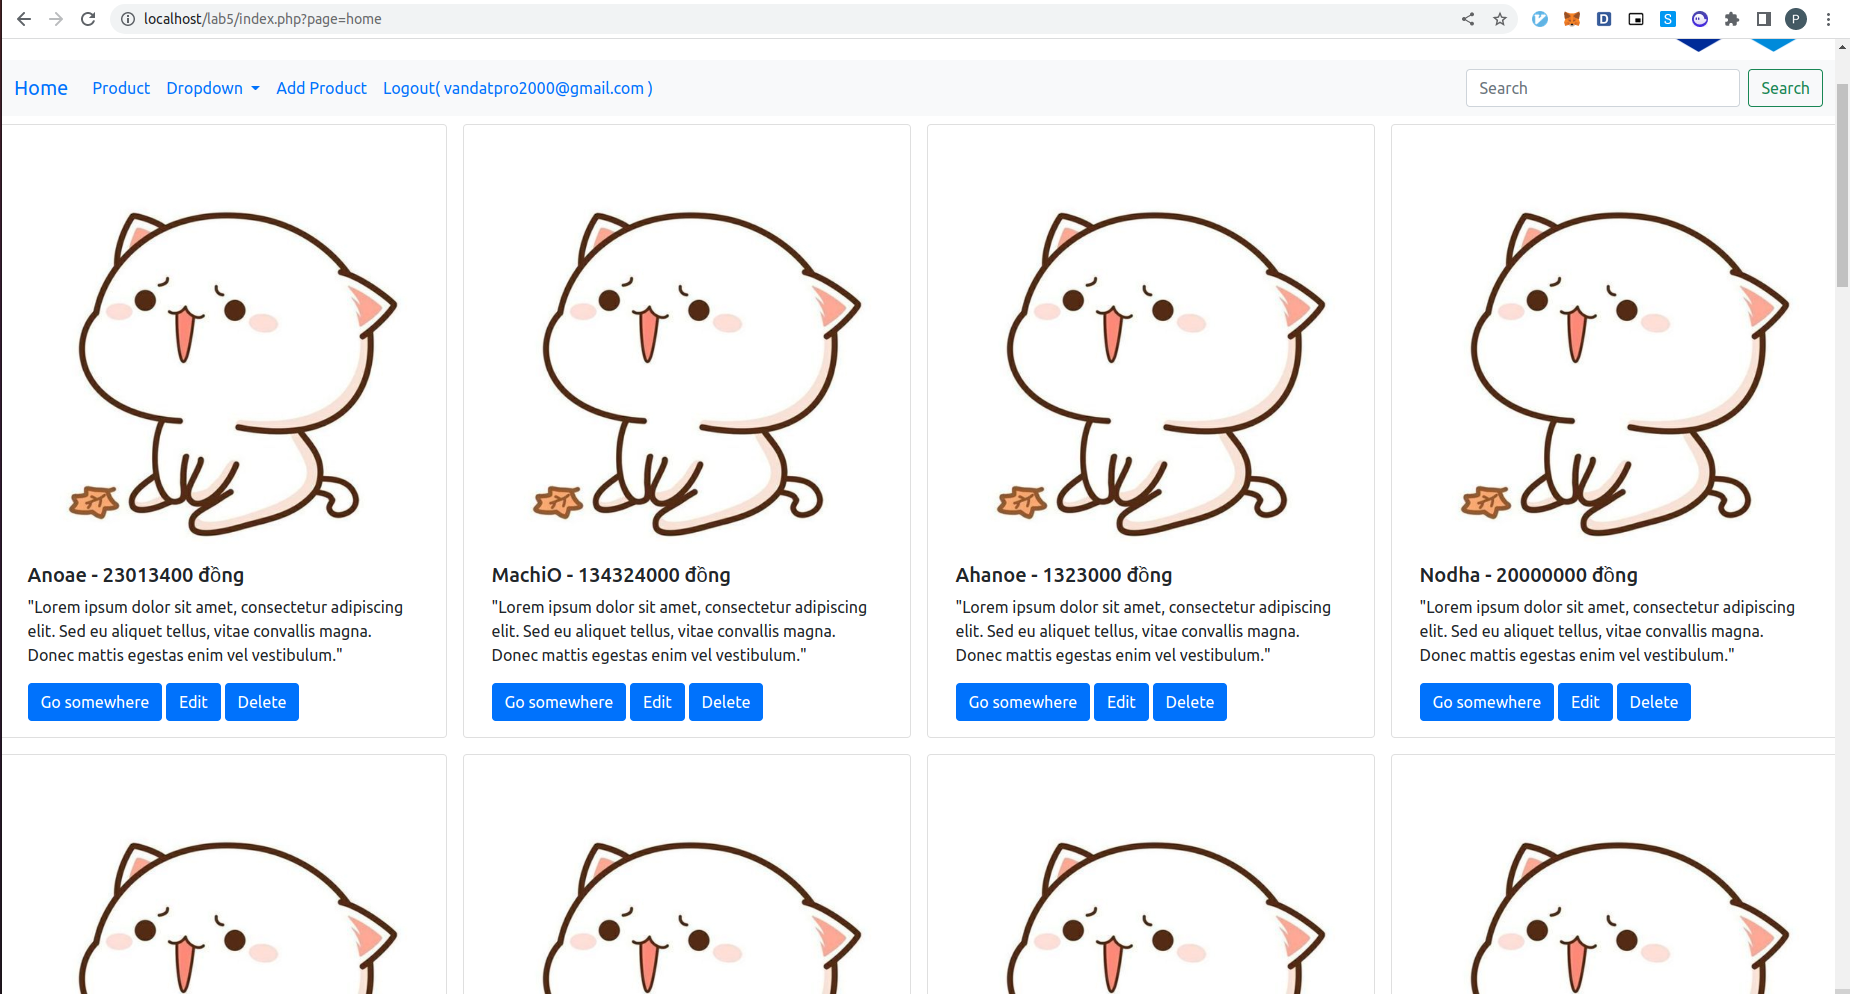 localhost/lab5/index.php?page=home
P
Home Product Dropdown Add Product Logout( vandatpro2000@gmail.com ) Search Search
Anoae - 23013400 đồng
"Lorem ipsum dolor sit amet, consectetur adipiscing
elit. Sed eu aliquet tellus, vitae convallis magna.
Donec mattis egestas enim vel vestibulum."
Go somewhere Edit Delete
MachiO - 134324000 đồng
"Lorem ipsum dolor sit amet, consectetur adipiscing
elit. Sed eu aliquet tellus, vitae convallis magna.
Donec mattis egestas enim vel vestibulum."
Go somewhere Edit Delete
Ahanoe - 1323000 đồng
"Lorem ipsum dolor sit amet, consectetur adipiscing
elit. Sed eu aliquet tellus, vitae convallis magna.
Donec mattis egestas enim vel vestibulum."
Go somewhere Edit Delete
Nodha - 20000000 đồng
"Lorem ipsum dolor sit amet, consectetur adipiscing
elit. Sed eu aliquet tellus, vitae convallis magna.
Donec mattis egestas enim vel vestibulum."
Go somewhere Edit Delete